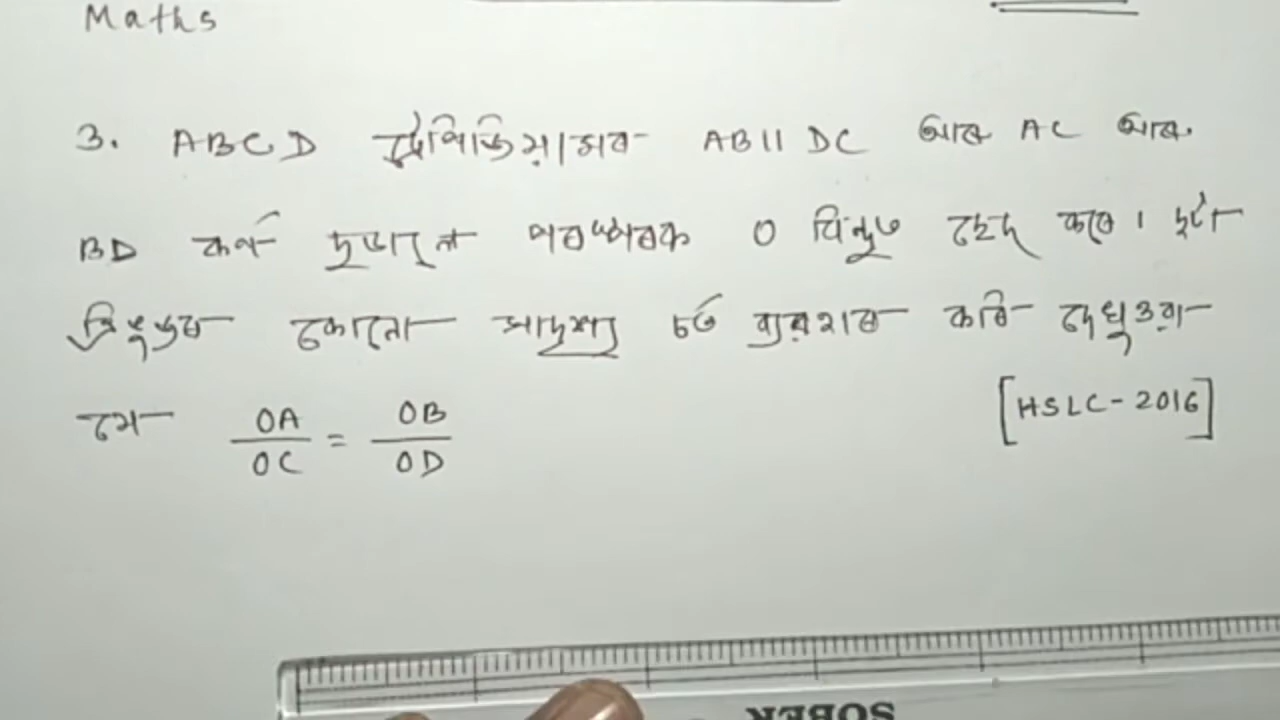 Maths
3. ABCD ট্ৰেপিজিয়ামৰ AB || DC আৰু AC আৰু
BD কৰ্ণ দুডালে পৰস্পৰক O বিন্দুত ছেদ কৰে। দুটা
ত্ৰিভুজৰ কোনো সাদৃশ্য চৰ্ত ব্যৱহাৰ কৰি দেখুওৱা
যে OA/OC = OB/OD [HSLC-2016]
SOBER